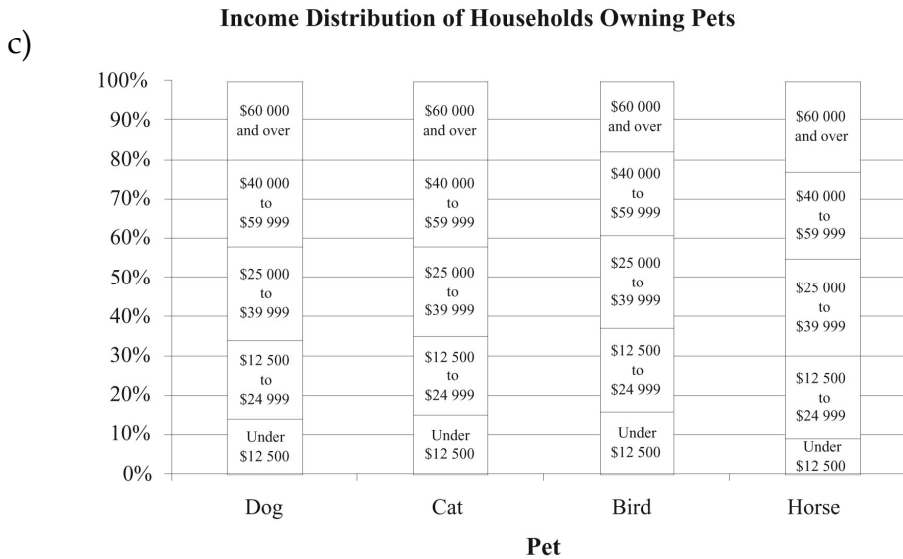 Income Distribution of Households Owning Pets
c)
100%
90%
80%
70%
60%
50%
40%
30%
20%
10%
0%
$60 000
and over
$40 000
to
$59 999
$25 000
to
$39 999
$12 500
to
$24 999
Under
$12 500
$60 000
and over
$40 000
to
$59 999
$25 000
to
$39 999
$12 500
to
$24 999
Under
$12 500
$60 000
and over
$40 000
to
$59 999
$25 000
to
$39 999
$12 500
to
$24 999
Under
$12 500
$60 000
and over
$40 000
to
$59 999
$25 000
to
$39 999
$12 500
to
$24 999
Under
$12 500
Dog
Cat
Bird
Horse
Pet